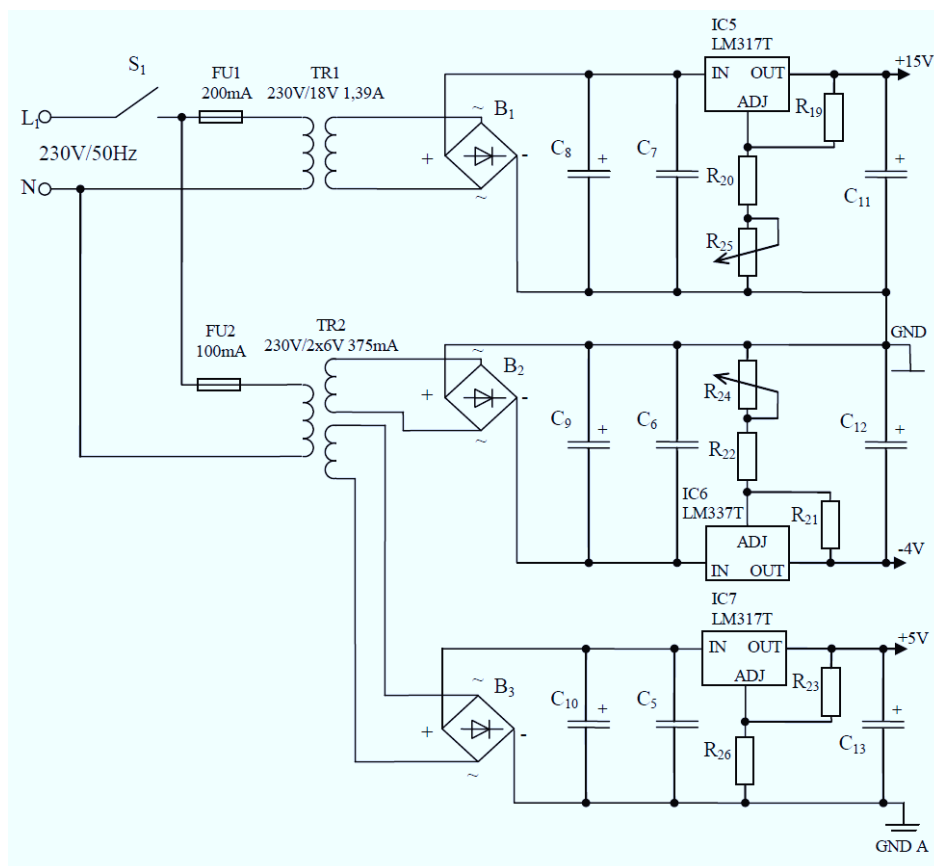 S₁
L₁
230V/50Hz
N
FU1
200mA
TR1
230V/18V 1,39A
~ B₁
+ -
~
C₈ +
C₇
IC5
LM317T
IN OUT
ADJ
R₁₉
R₂₀
R₂₅
+15V
+
C₁₁
GND
FU2
100mA
TR2
230V/2x6V 375mA
~ B₂
+ -
~
C₉ +
C₆
R₂₄
R₂₂
IC6
LM337T
ADJ
IN OUT
R₂₁
+
C₁₂
-4V
~ B₃
+ -
~
C₁₀ +
C₅
IC7
LM317T
IN OUT
ADJ
R₂₃
R₂₆
+5V
+
C₁₃
GND A